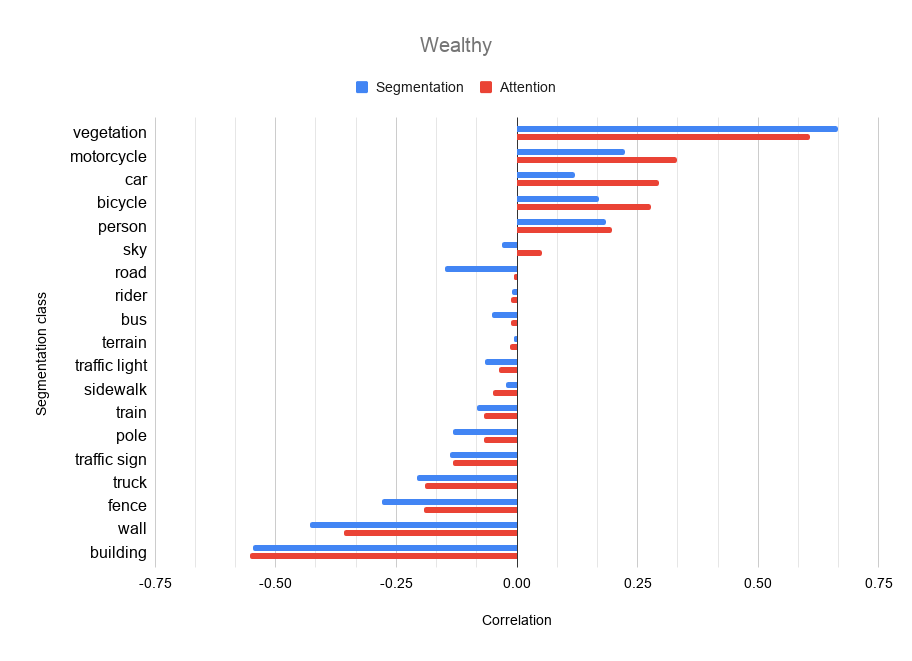 Wealthy
Segmentation Attention
Segmentation class
vegetation
motorcycle
car
bicycle
person
sky
road
rider
bus
terrain
traffic light
sidewalk
train
pole
traffic sign
truck
fence
wall
building
-0.75 -0.50 -0.25 0.00 0.25 0.50 0.75
Correlation